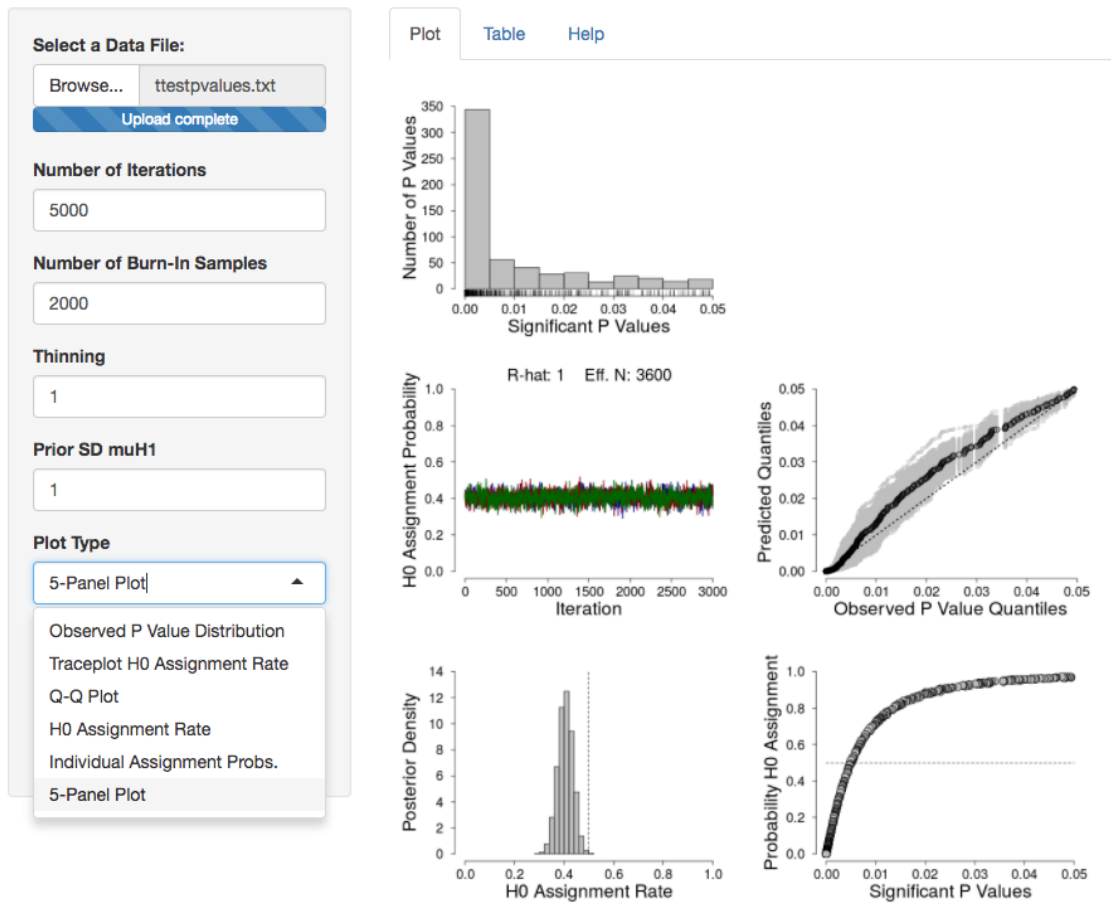 Select a Data File:
Browse... ttestpvalues.txt
Upload complete
Number of Iterations
5000
Number of Burn-In Samples
2000
Thinning
1
Prior SD muH1
1
Plot Type
5-Panel Plot
Observed P Value Distribution
Traceplot H0 Assignment Rate
Q-Q Plot
H0 Assignment Rate
Individual Assignment Probs.
5-Panel Plot
Plot Table Help
Number of P Values
350
300
250
200
150
100
50
0
0.00 0.01 0.02 0.03 0.04 0.05
Significant P Values
R-hat: 1 Eff. N: 3600
H0 Assignment Probability
1.0
0.8
0.6
0.4
0.2
0.0
0 500 1000 1500 2000 2500 3000
Iteration
Predicted Quantiles
0.05
0.04
0.03
0.02
0.01
0.00
0.00 0.01 0.02 0.03 0.04 0.05
Observed P Value Quantiles
Posterior Density
14
12
10
8
6
4
2
0
0.0 0.2 0.4 0.6 0.8 1.0
H0 Assignment Rate
Probability H0 Assignment
1.0
0.8
0.6
0.4
0.2
0.0
0.00 0.01 0.02 0.03 0.04 0.05
Significant P Values